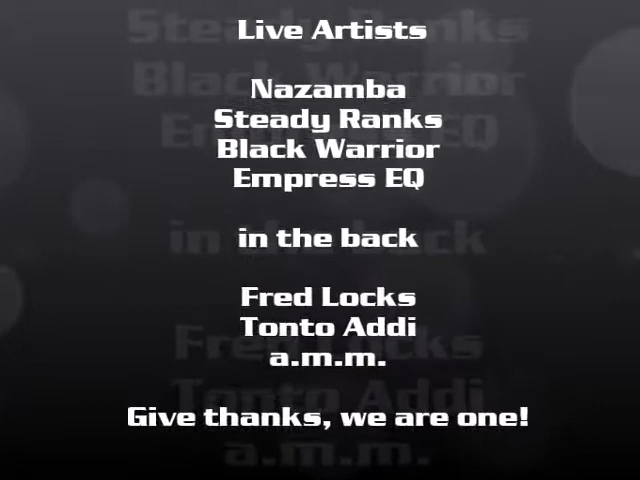 Live Artists
Nazamba
Steady Ranks
Black Warrior
Empress EQ
in the back
Fred Locks
Tonto Addi
a.m.m.
Give thanks, we are one!